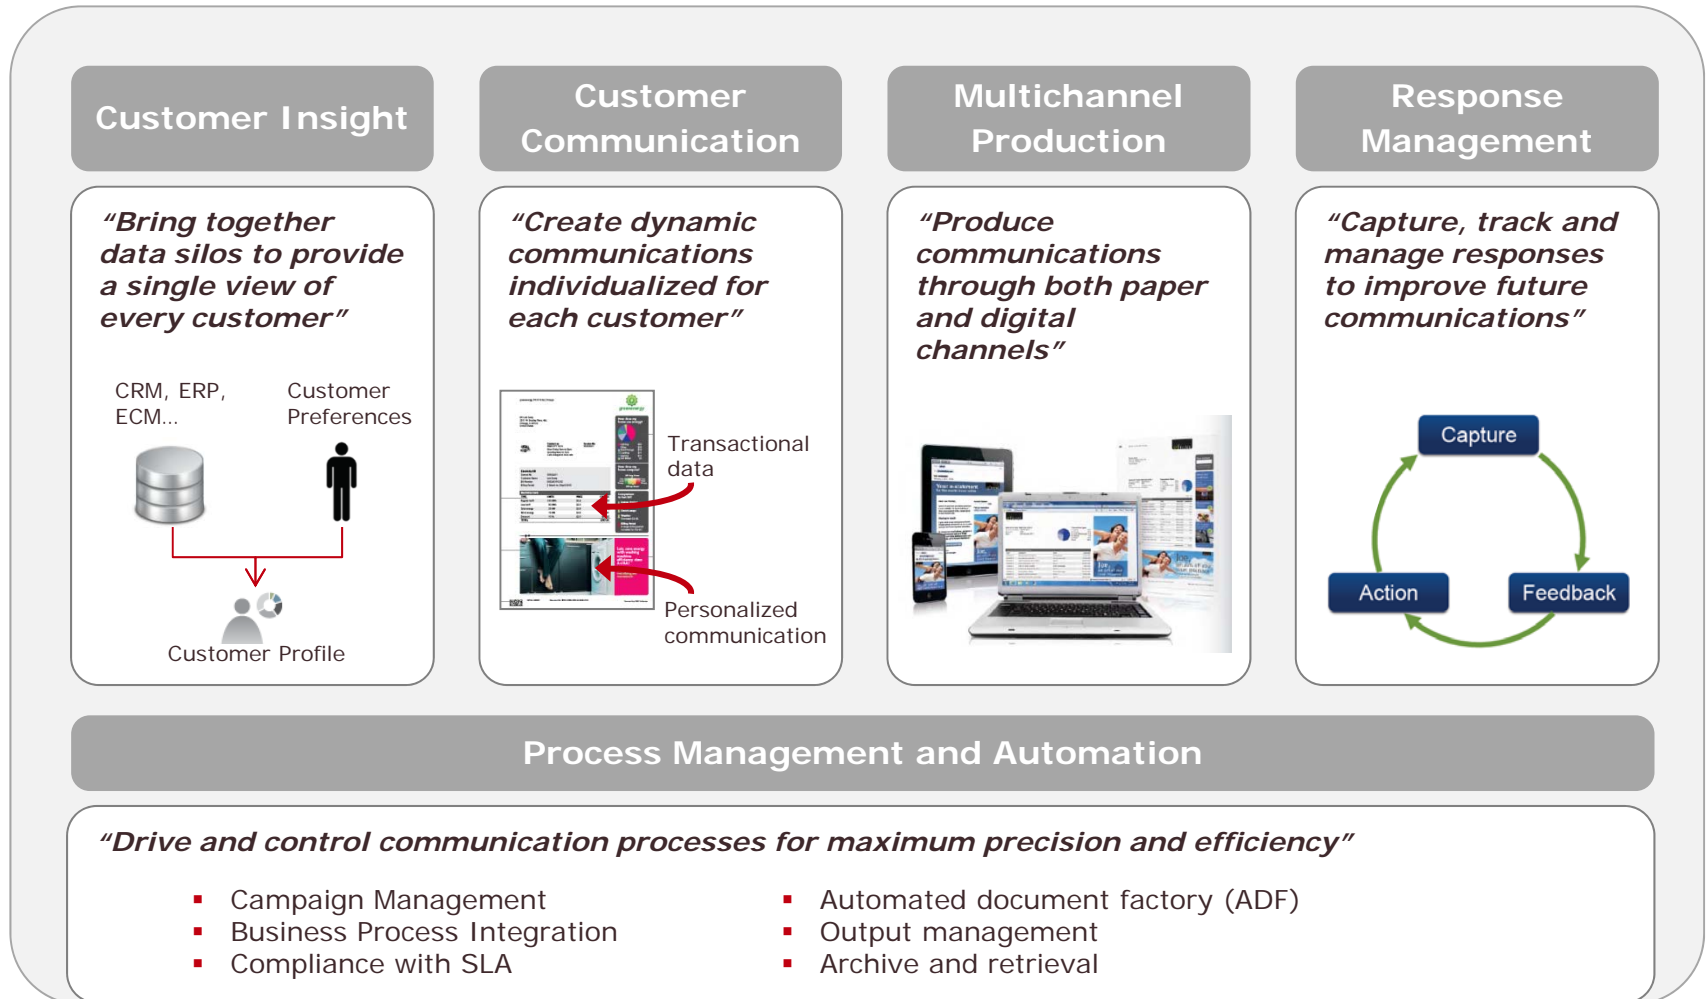 Customer Insight
Customer
Communication
Multichannel
Production
Response
Management
“Bring together
data silos to provide
a single view of
every customer”
CRM, ERP,
ECM...
Customer
Preferences
Customer Profile
“Create dynamic
communications
individualized for
each customer”
Transactional
data
Personalized
communication
“Produce
communications
through both paper
and digital
channels”
“Capture, track and
manage responses
to improve future
communications”
Capture
Action
Feedback
Process Management and Automation
“Drive and control communication processes for maximum precision and efficiency”
▪ Campaign Management
▪ Business Process Integration
▪ Compliance with SLA
▪ Automated document factory (ADF)
▪ Output management
▪ Archive and retrieval